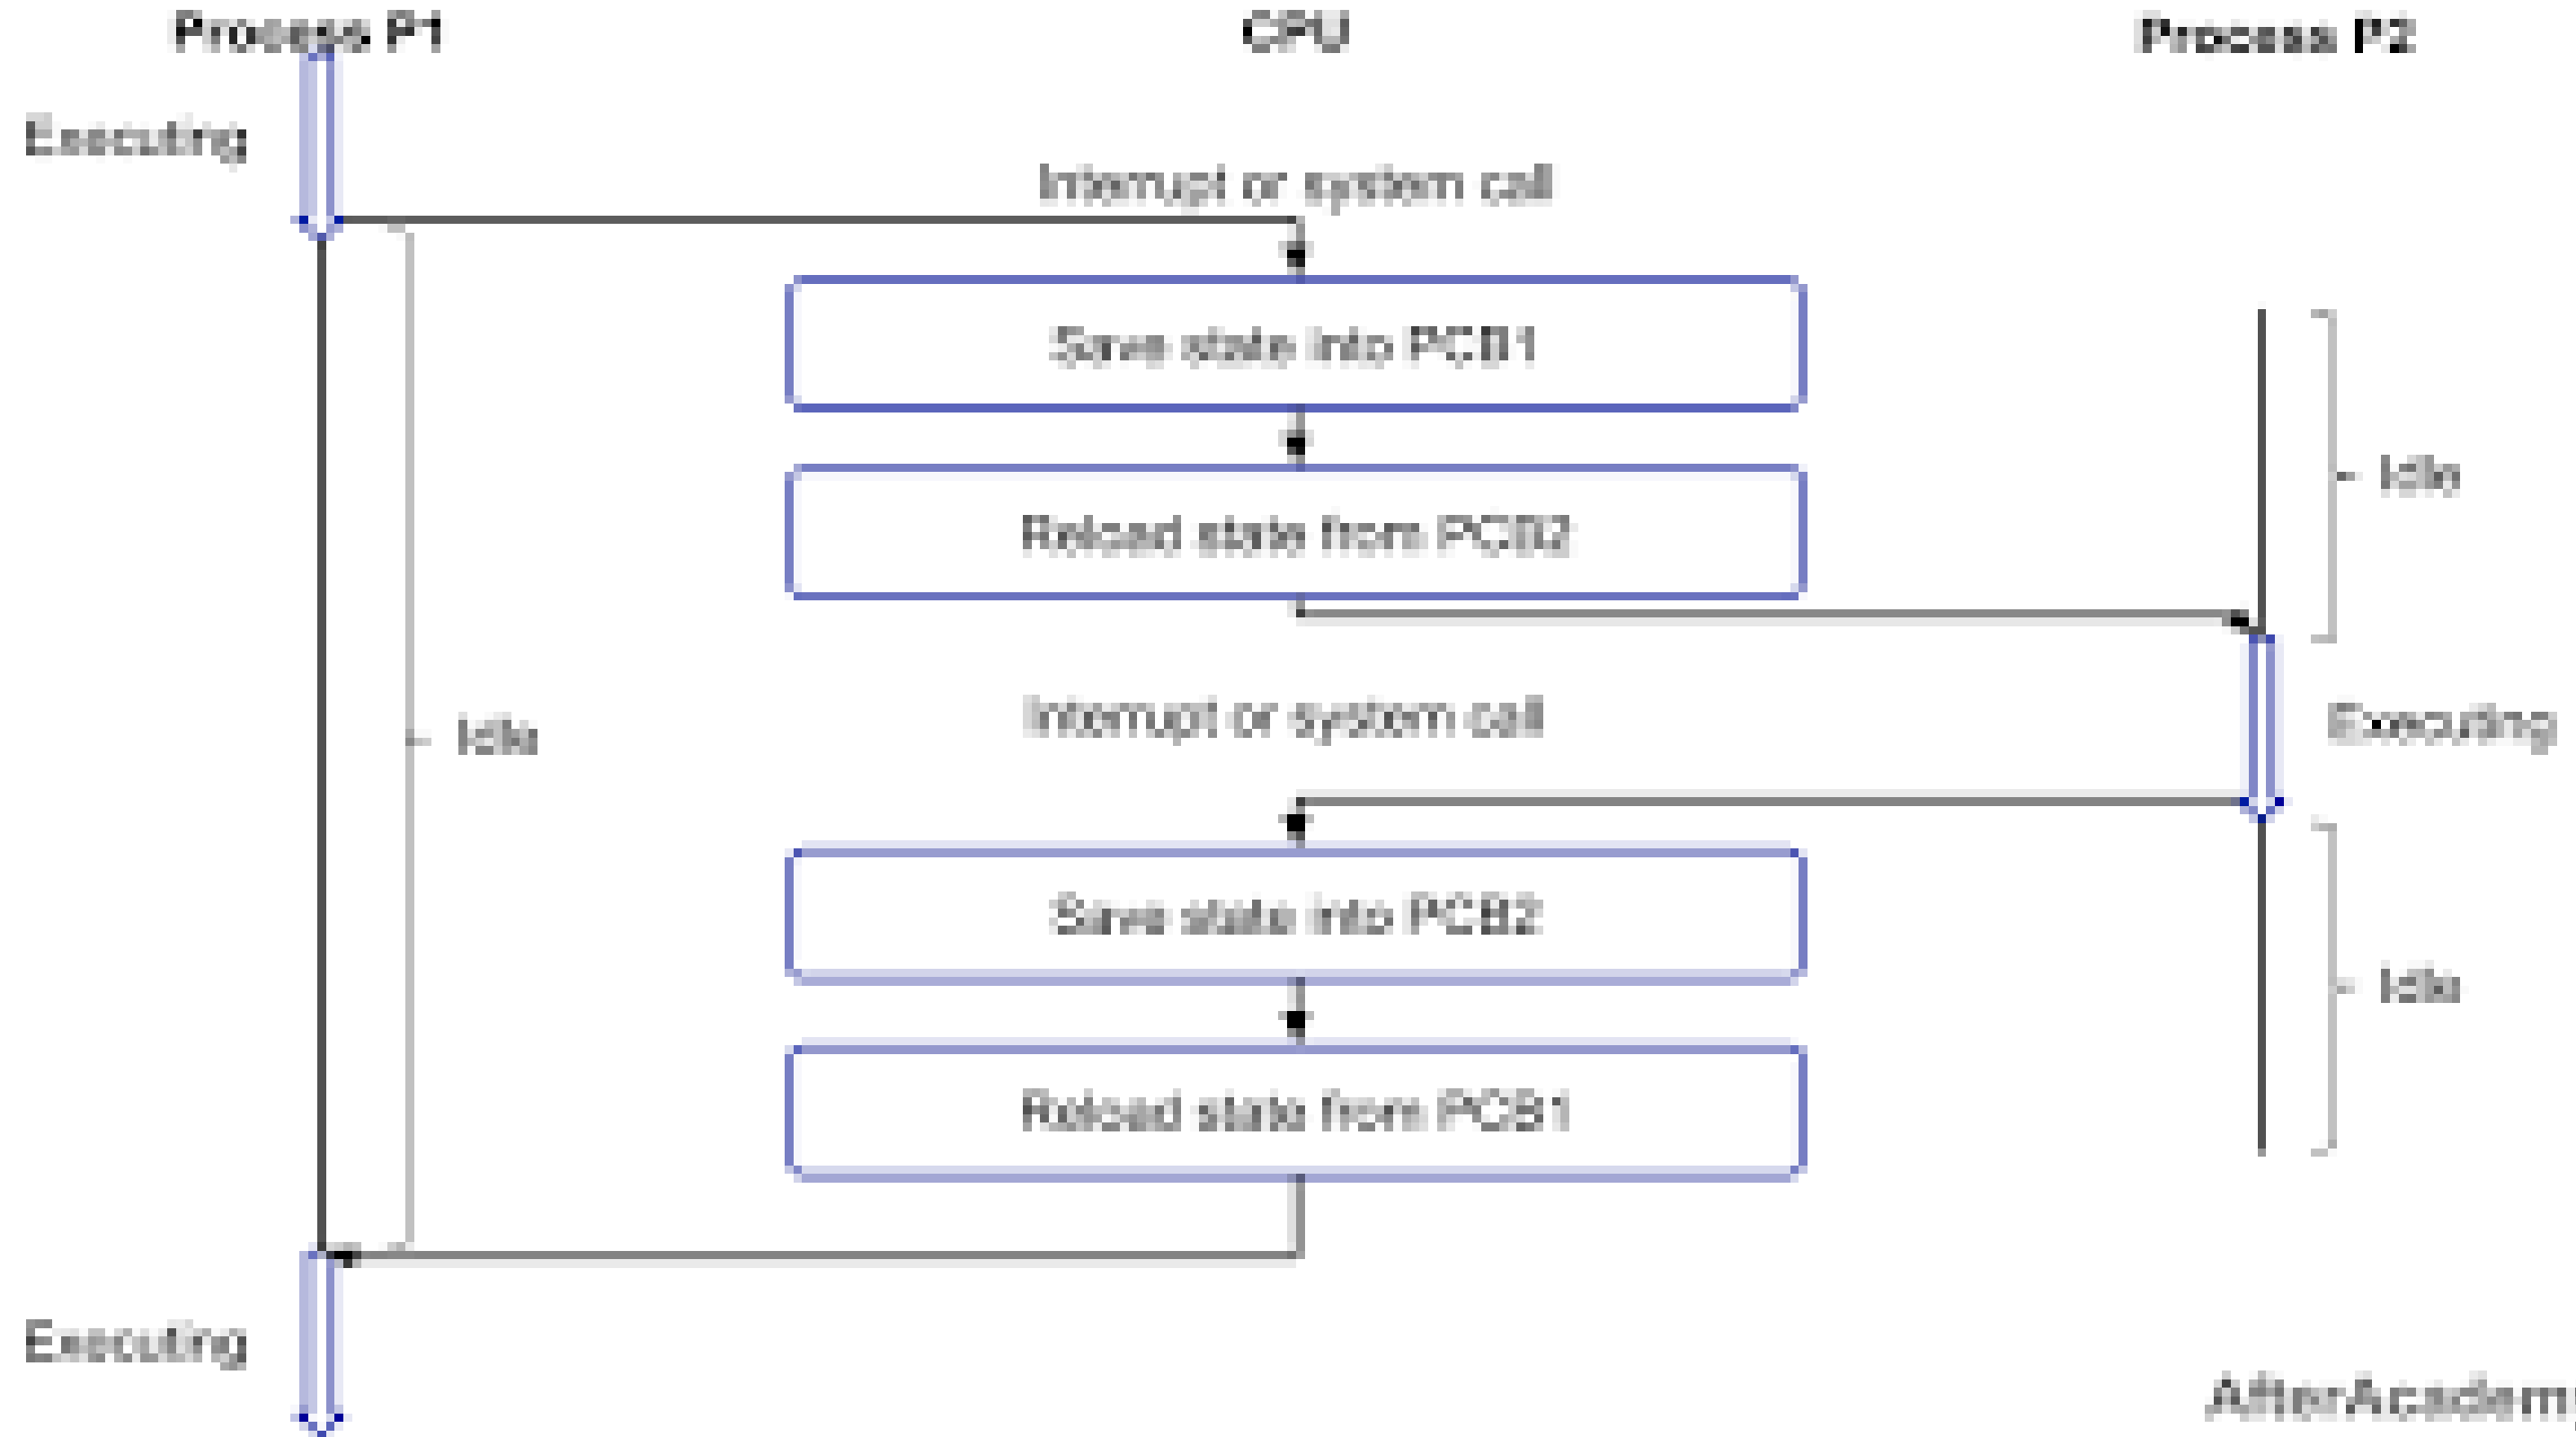 Process P1
CPU
Process P2
Executing
Interrupt or system call
Save state into PCB1
Idle
Reload state from PCB2
Interrupt or system call
Executing
Idle
Save state into PCB2
Idle
Reload state from PCB1
Executing
AfterAcademy